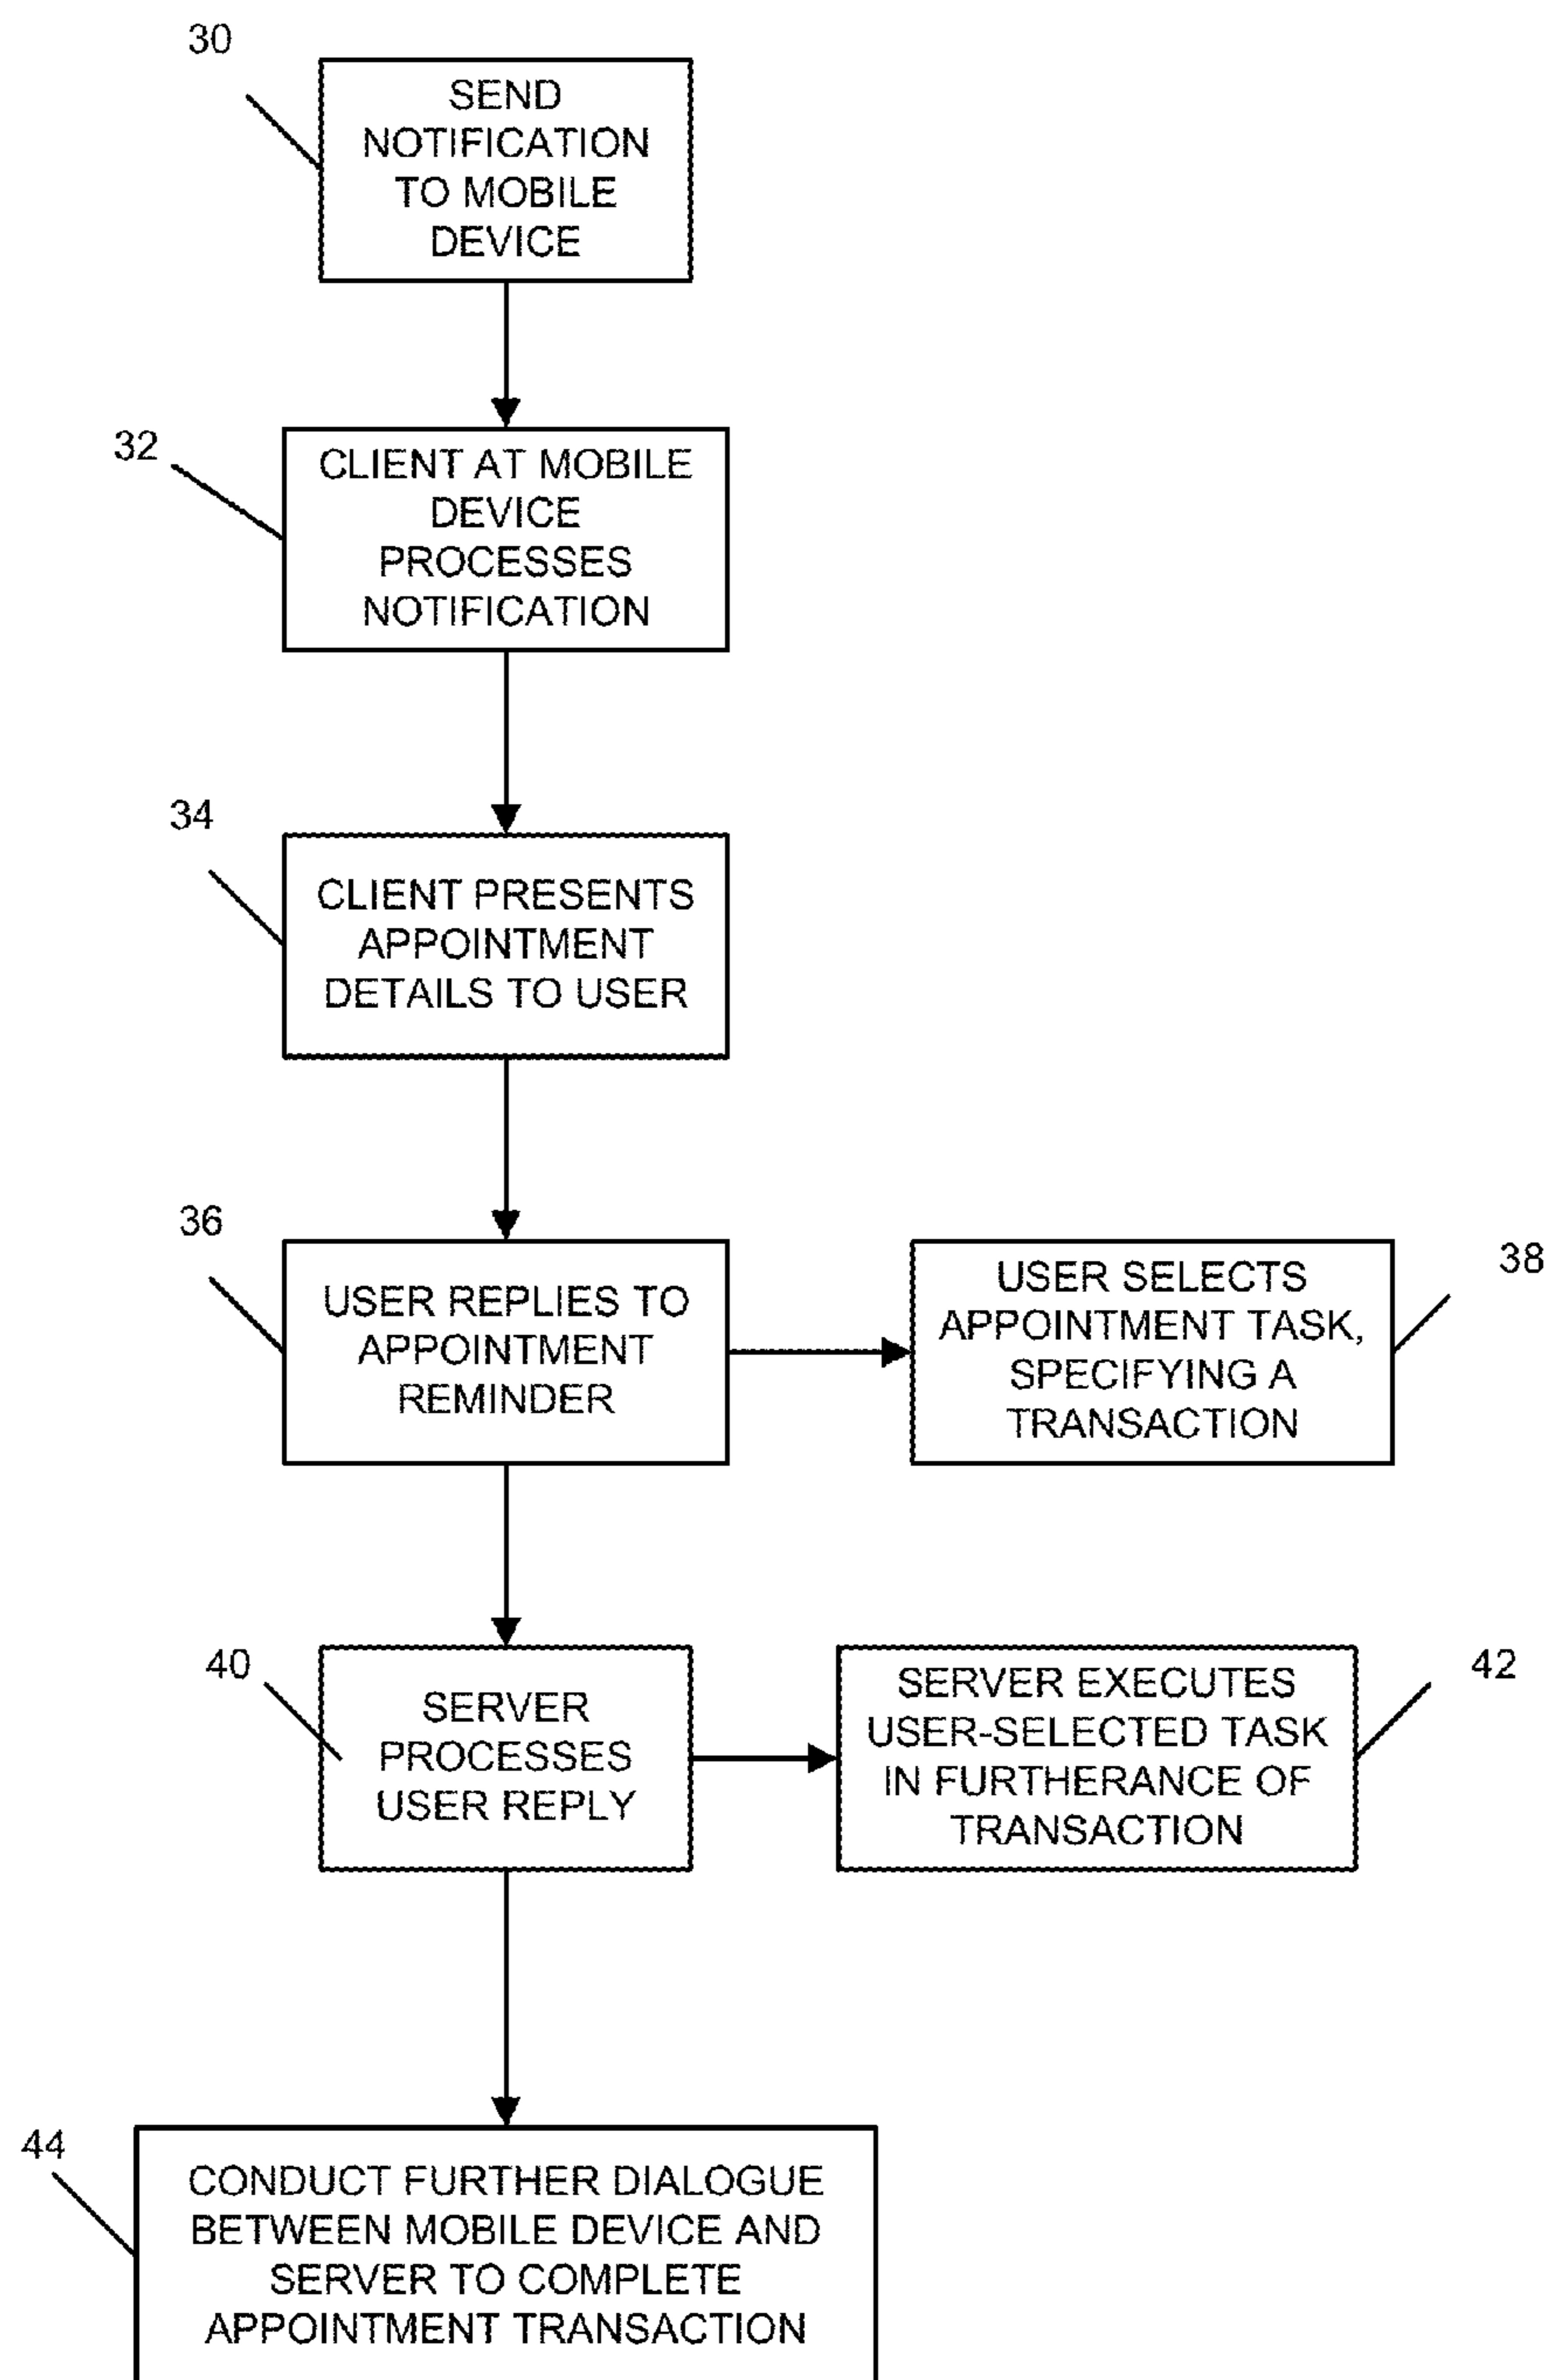 30
SEND
NOTIFICATION
TO MOBILE
DEVICE
32
CLIENT AT MOBILE
DEVICE
PROCESSES
NOTIFICATION
34
CLIENT PRESENTS
APPOINTMENT
DETAILS TO USER
36
USER REPLIES TO
APPOINTMENT
REMINDER
38
USER SELECTS
APPOINTMENT TASK,
SPECIFYING A
TRANSACTION
40
SERVER
PROCESSES
USER REPLY
42
SERVER EXECUTES
USER-SELECTED TASK
IN FURTHERANCE OF
TRANSACTION
44
CONDUCT FURTHER DIALOGUE
BETWEEN MOBILE DEVICE AND
SERVER TO COMPLETE
APPOINTMENT TRANSACTION